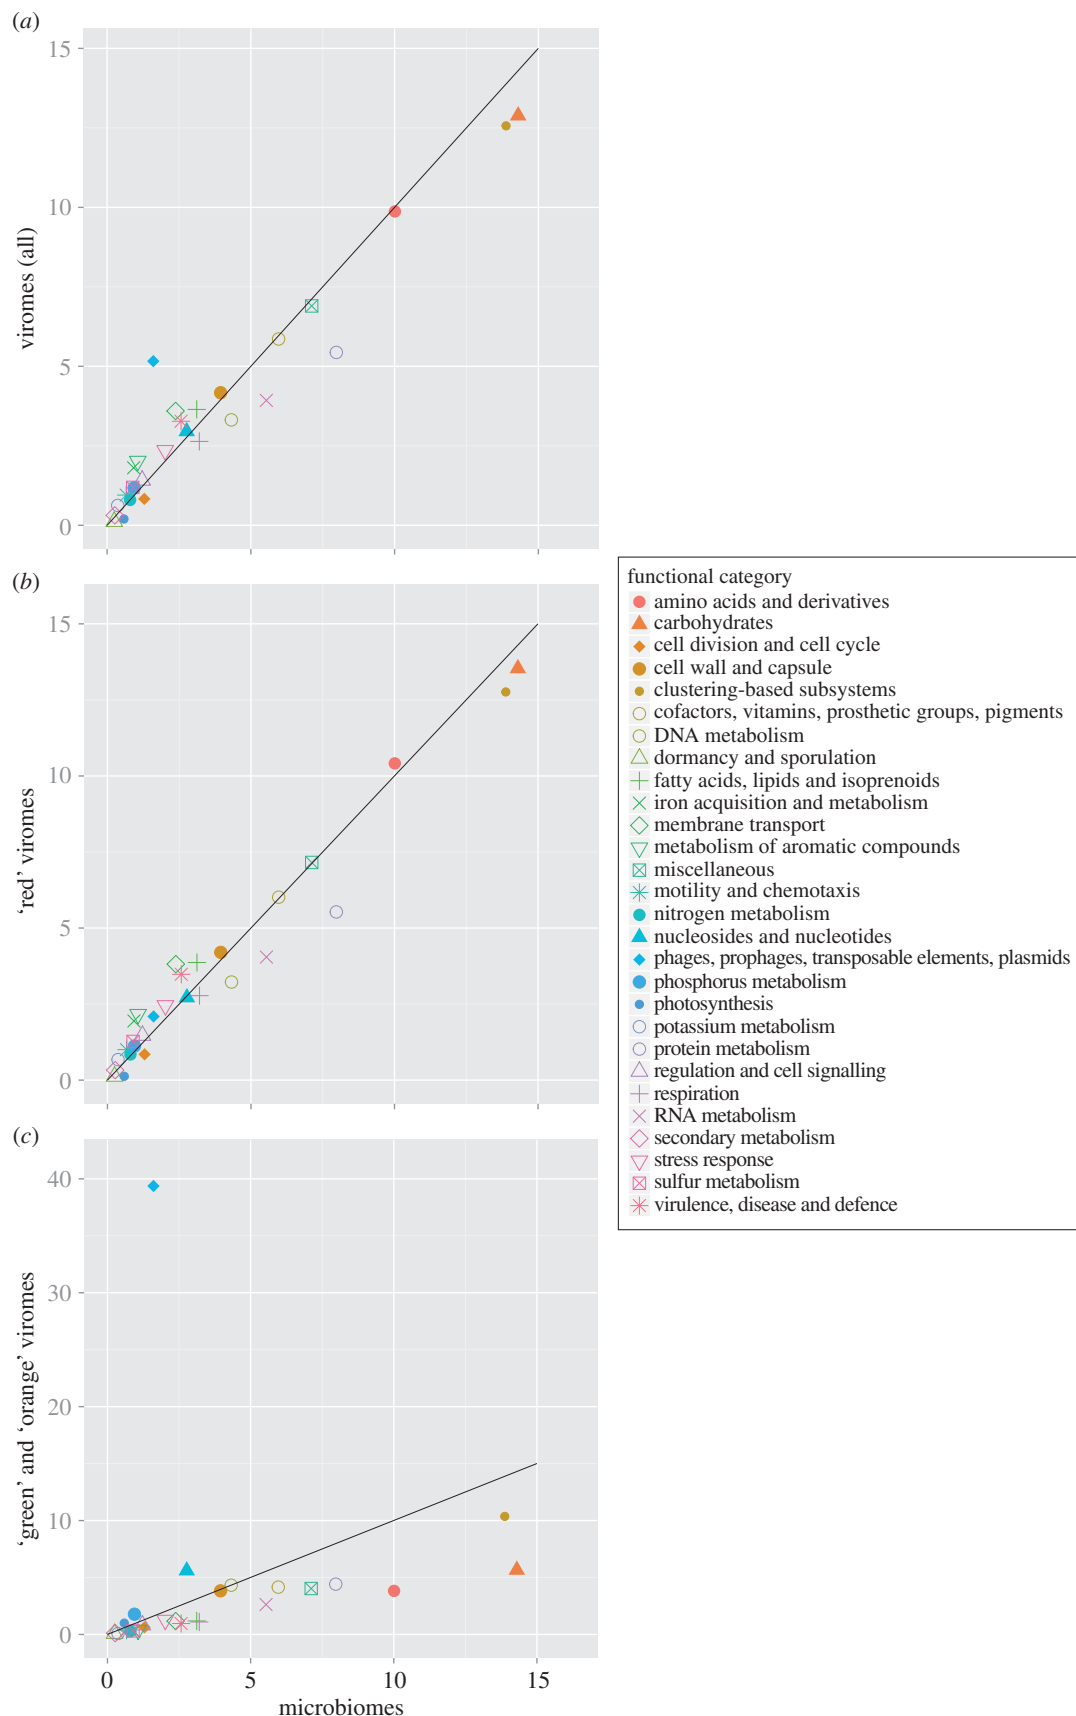 (a)
15
10
5
0
viromes (all)
(b)
15
10
5
0
‘red’ viromes
(c)
40
30
20
10
0
‘green’ and ‘orange’ viromes
0 5 10 15
microbiomes
functional category
amino acids and derivatives
carbohydrates
cell division and cell cycle
cell wall and capsule
clustering-based subsystems
cofactors, vitamins, prosthetic groups, pigments
DNA metabolism
dormancy and sporulation
fatty acids, lipids and isoprenoids
iron acquisition and metabolism
membrane transport
metabolism of aromatic compounds
miscellaneous
motility and chemotaxis
nitrogen metabolism
nucleosides and nucleotides
phages, prophages, transposable elements, plasmids
phosphorus metabolism
photosynthesis
potassium metabolism
protein metabolism
regulation and cell signalling
respiration
RNA metabolism
secondary metabolism
stress response
sulfur metabolism
virulence, disease and defence